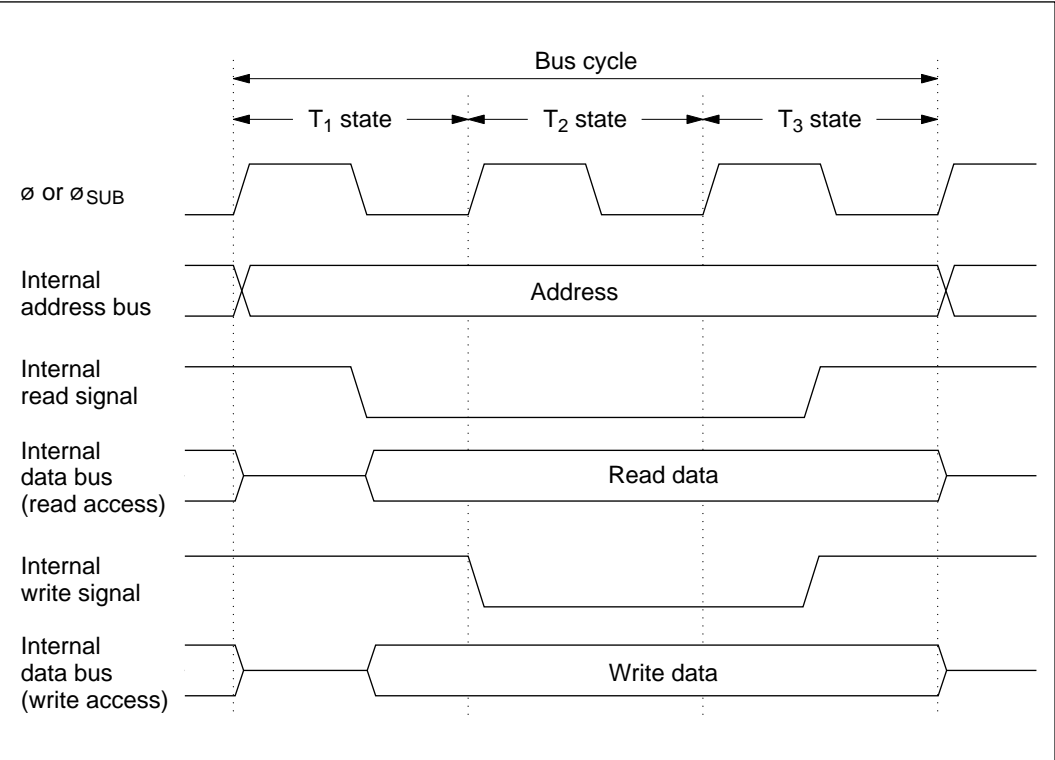 Bus cycle
T1 state
T2 state
T3 state
ø or øSUB
Internal
address bus
Address
Internal
read signal
Internal
data bus
(read access)
Read data
Internal
write signal
Internal
data bus
(write access)
Write data